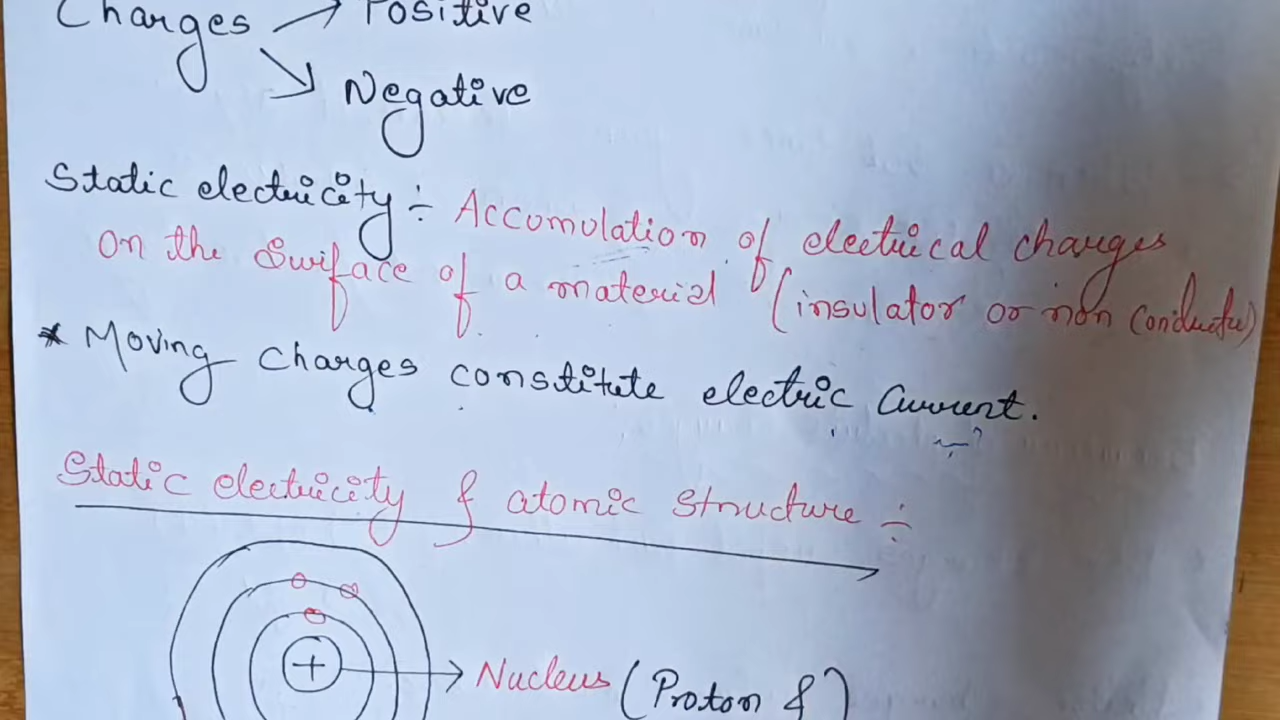 Charges → Positive
↘ Negative
Static electricity ÷ Accomulation of electrical charges
on the Surface of a material (insulator or non conductor)
* Moving charges constitute electric Current.
Static electricity & atomic structure ÷
+ → Nucleus (Proton & )